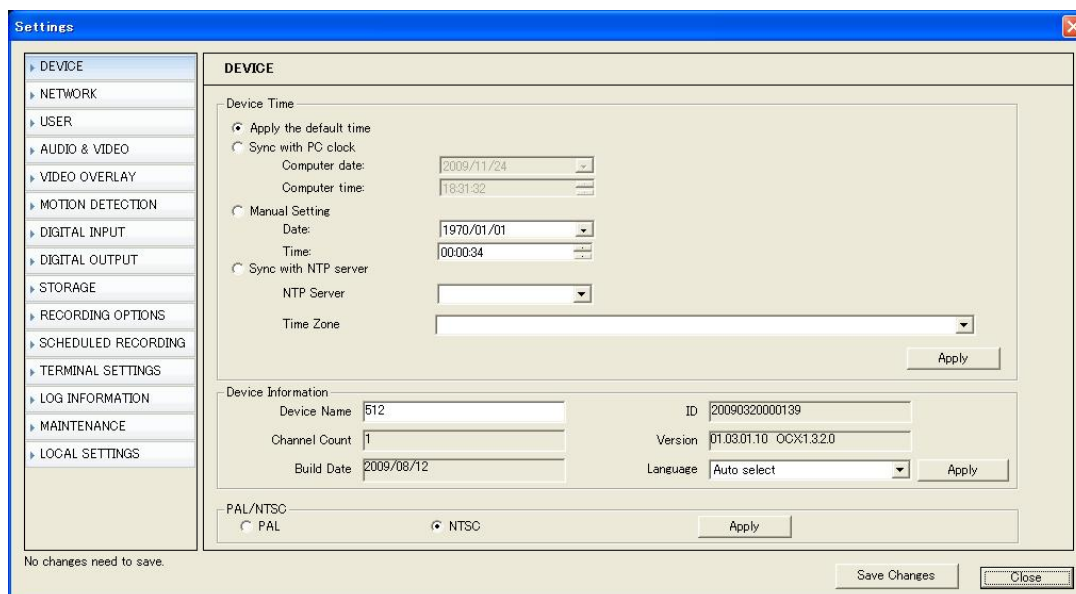 Settings
DEVICE
NETWORK
USER
AUDIO & VIDEO
VIDEO OVERLAY
MOTION DETECTION
DIGITAL INPUT
DIGITAL OUTPUT
STORAGE
RECORDING OPTIONS
SCHEDULED RECORDING
TERMINAL SETTINGS
LOG INFORMATION
MAINTENANCE
LOCAL SETTINGS
DEVICE
Device Time
Apply the default time
Sync with PC clock
Computer date: 2009/11/24
Computer time: 18:31:32
Manual Setting
Date: 1970/01/01
Time: 00:00:34
Sync with NTP server
NTP Server
Time Zone
Apply
Device Information
Device Name 512 ID 20090320000139
Channel Count 1 Version 01.03.01.10 OCX1.3.2.0
Build Date 2009/08/12 Language Auto select Apply
PAL/NTSC
PAL NTSC Apply
No changes need to save.
Save Changes Close